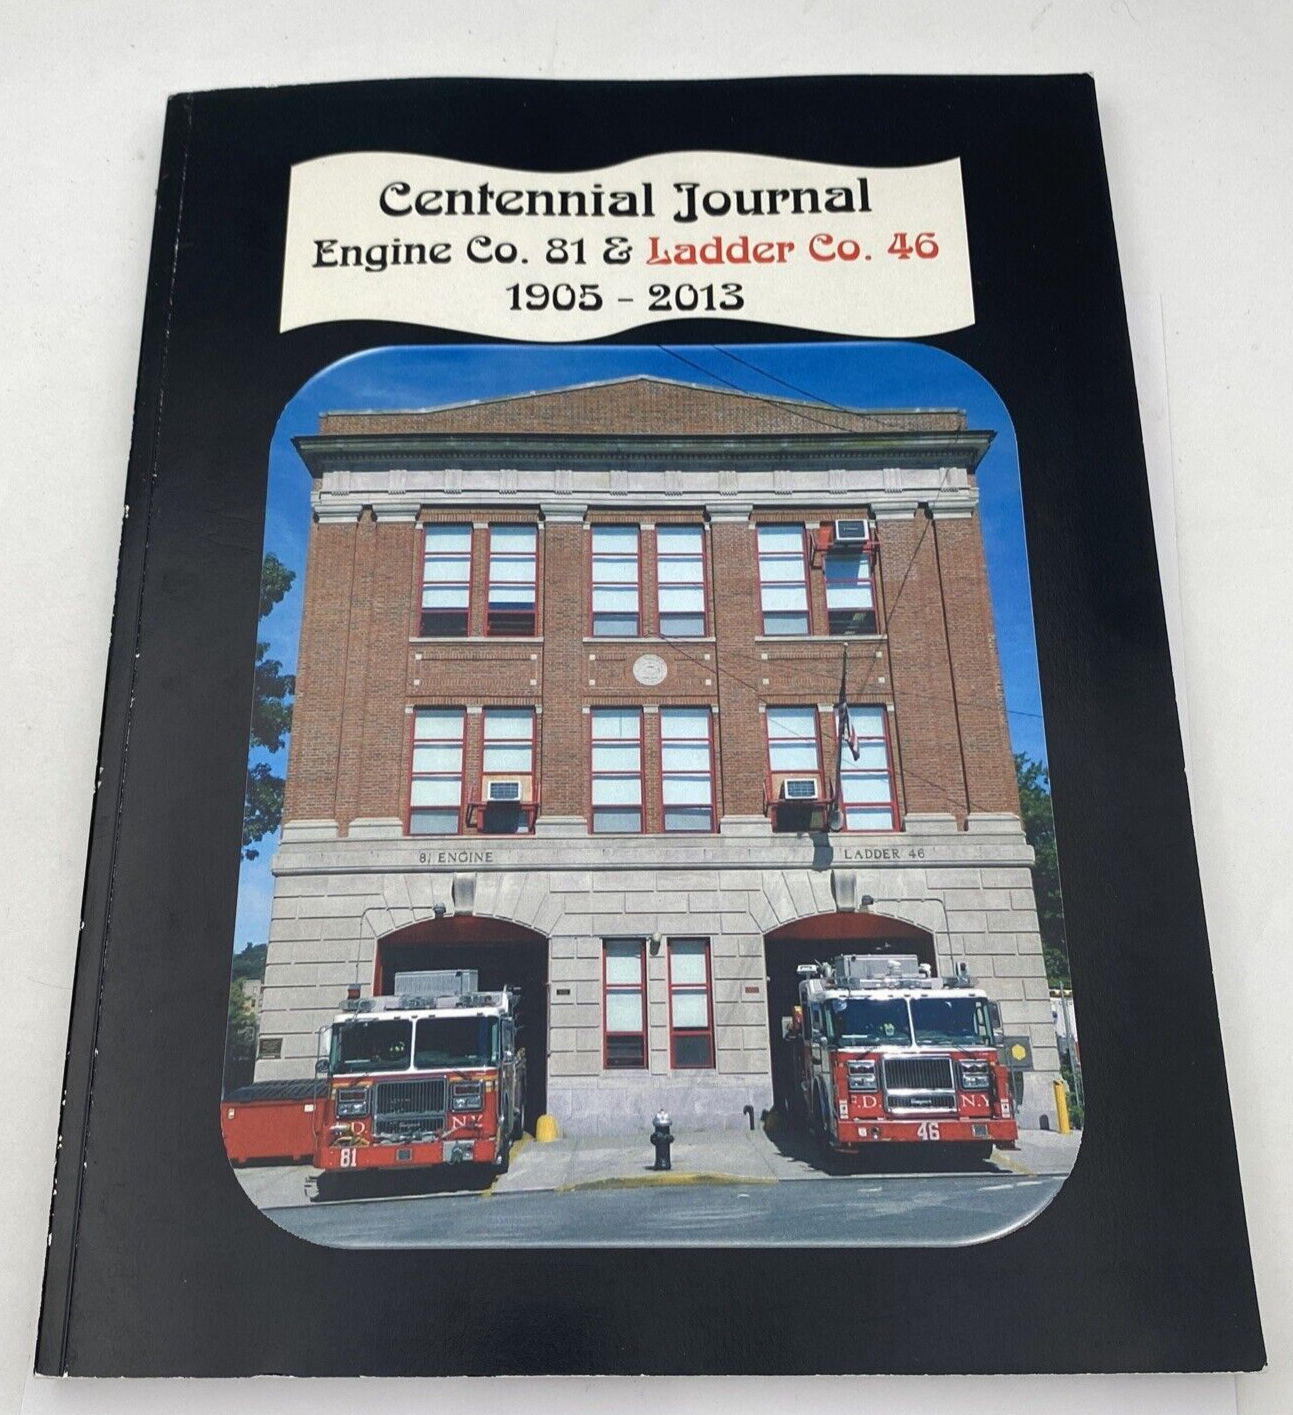 Centennial Journal
Engine Co. 81 & Ladder Co. 46
1905 - 2013
81 ENGINE
LADDER 46
D. N.Y.
81
F.D. N.Y.
46